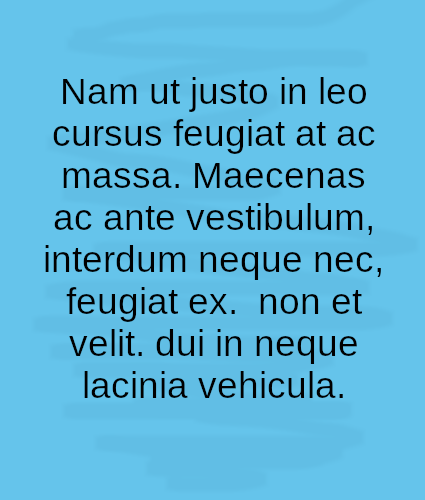 Nam ut justo in leo
cursus feugiat at ac
massa. Maecenas
ac ante vestibulum,
interdum neque nec,
feugiat ex.  non et
velit. dui in neque
lacinia vehicula.